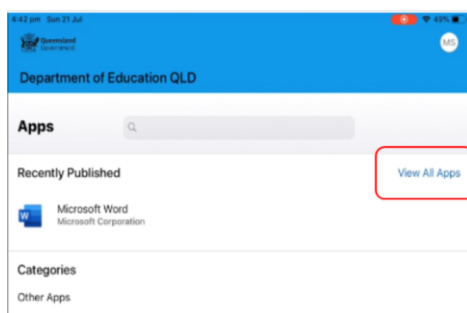 4:42 pm Sun 21 Jul
49%
Queensland
Government
MS
Department of Education QLD
Apps
Recently Published
View All Apps
Microsoft Word
Microsoft Corporation
Categories
Other Apps